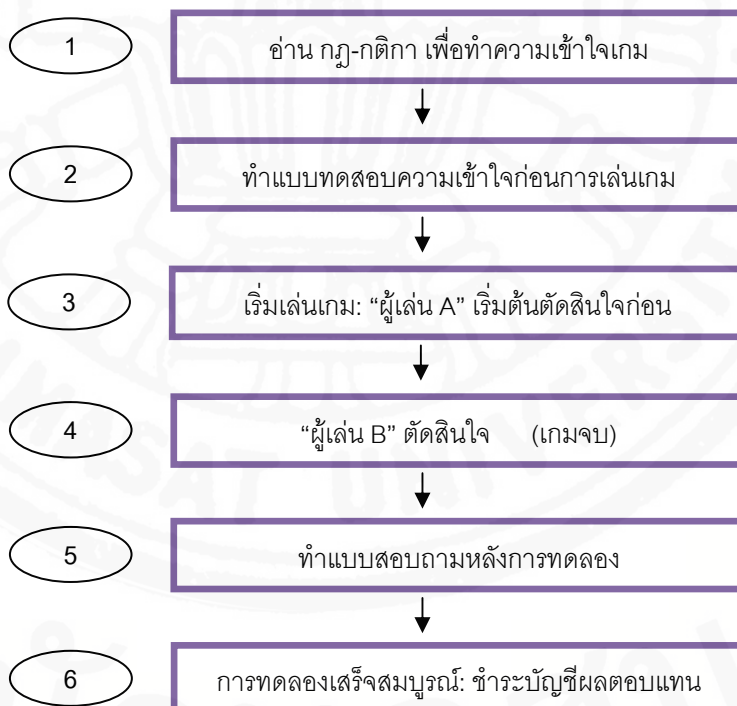 1
อ่าน กฎ-กติกา เพื่อทำความเข้าใจเกม
2
ทำแบบทดสอบความเข้าใจก่อนการเล่นเกม
3
เริ่มเล่นเกม: “ผู้เล่น A” เริ่มต้นตัดสินใจก่อน
4
“ผู้เล่น B” ตัดสินใจ (เกมจบ)
5
ทำแบบสอบถามหลังการทดลอง
6
การทดลองเสร็จสมบูรณ์: ชำระบัญชีผลตอบแทน